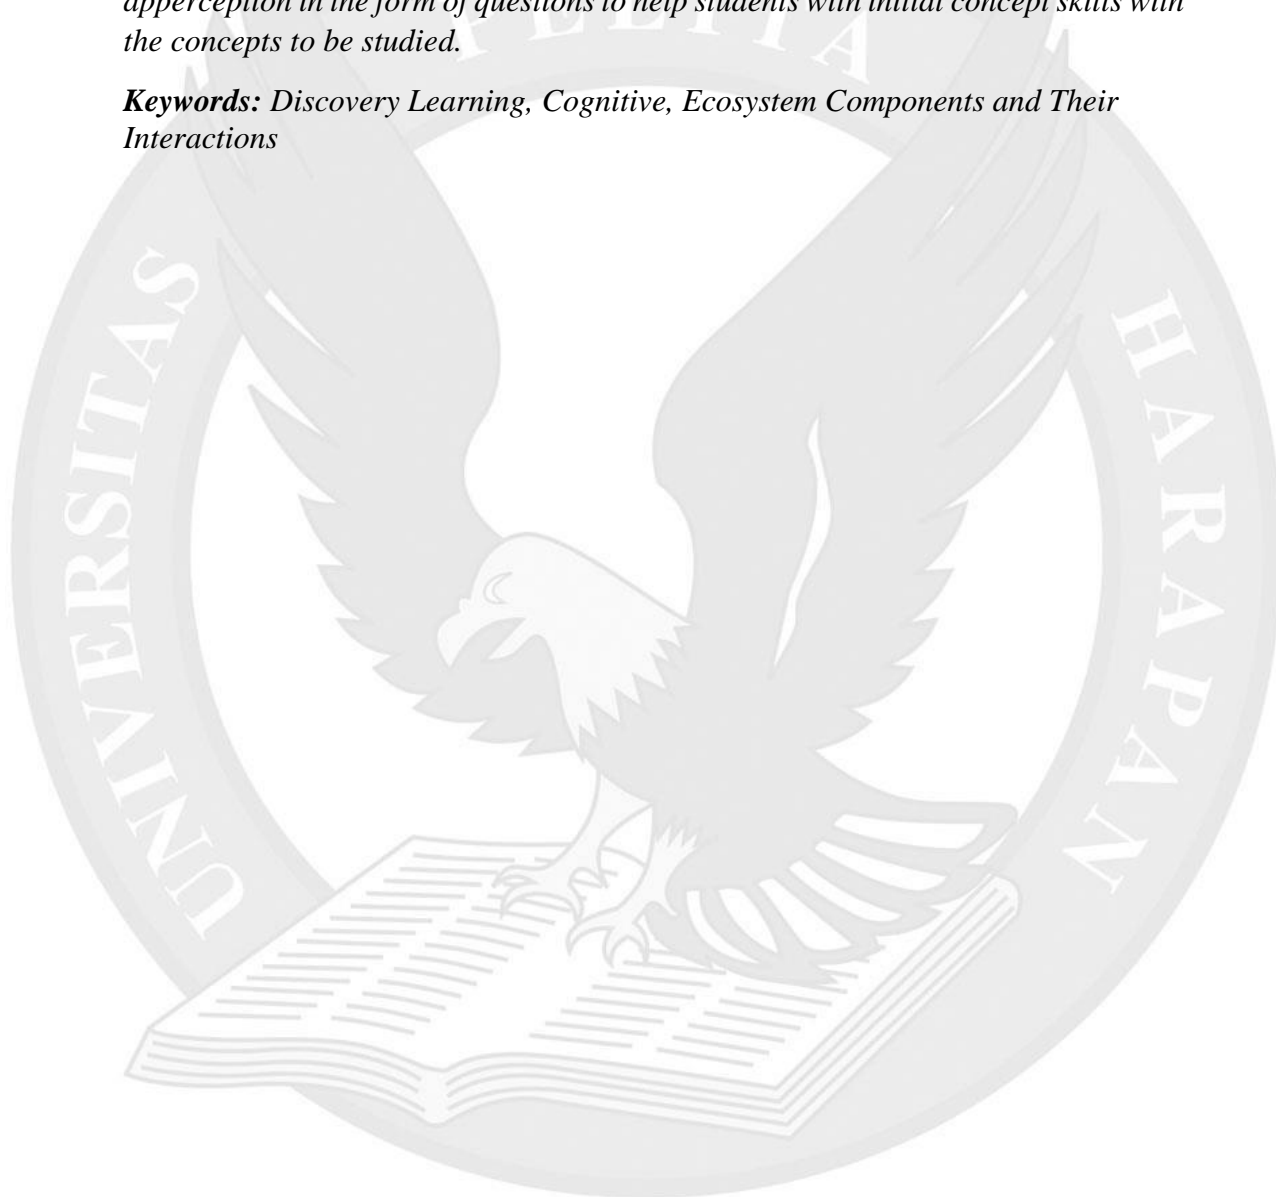 apperception in the form of questions to help students with initial concept skills with
the concepts to be studied.
Keywords: Discovery Learning, Cognitive, Ecosystem Components and Their
Interactions
UNIVERSITAS
PELITA
HARAPAN